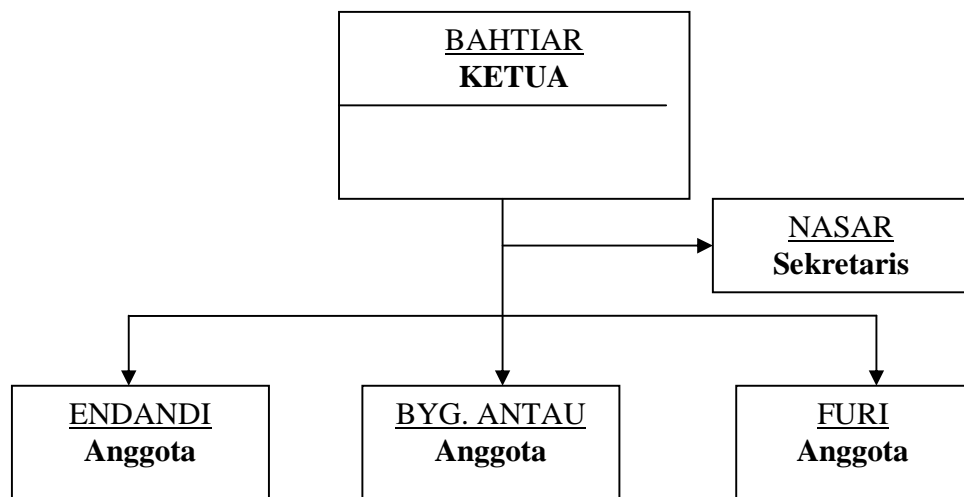 BAHTIAR
KETUA
NASAR
Sekretaris
ENDANDI
Anggota
BYG. ANTAU
Anggota
FURI
Anggota